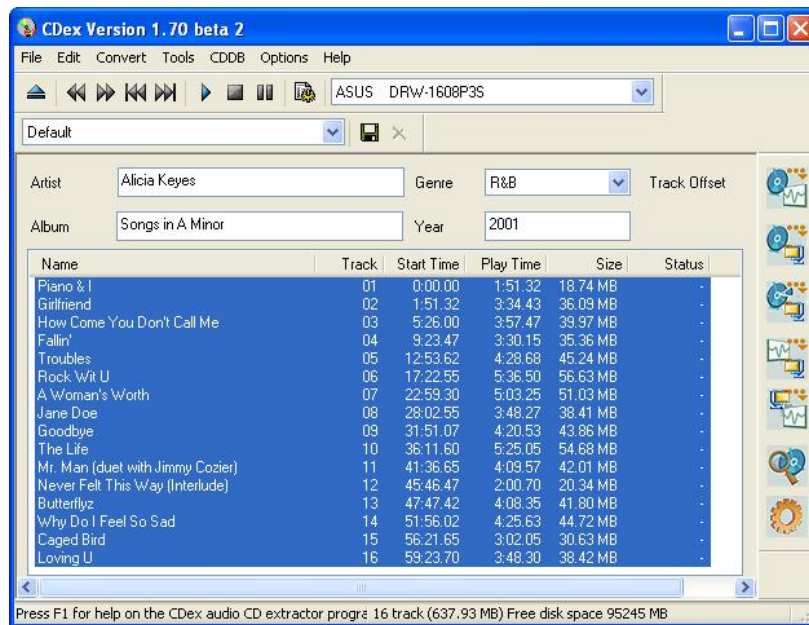 CDex Version 1.70 beta 2
File Edit Convert Tools CDDB Options Help
ASUS DRW-1608P3S
Default
Artist Alicia Keyes Genre R&B Track Offset
Album Songs in A Minor Year 2001
Name Track Start Time Play Time Size Status
Piano & I 01 0:00.00 1:51.32 18.74 MB -
Girlfriend 02 1:51.32 3:34.43 36.09 MB -
How Come You Don't Call Me 03 5:26.00 3:57.47 39.97 MB -
Fallin' 04 9:23.47 3:30.15 35.36 MB -
Troubles 05 12:53.62 4:28.68 45.24 MB -
Rock Wit U 06 17:22.55 5:36.50 56.63 MB -
A Woman's Worth 07 22:59.30 5:03.25 51.03 MB -
Jane Doe 08 28:02.55 3:48.27 38.41 MB -
Goodbye 09 31:51.07 4:20.53 43.86 MB -
The Life 10 36:11.60 5:25.05 54.68 MB -
Mr. Man (duet with Jimmy Cozier) 11 41:36.65 4:09.57 42.01 MB -
Never Felt This Way (Interlude) 12 45:46.47 2:00.70 20.34 MB -
Butterflyz 13 47:47.42 4:08.35 41.80 MB -
Why Do I Feel So Sad 14 51:56.02 4:25.63 44.72 MB -
Caged Bird 15 56:21.65 3:02.05 30.63 MB -
Loving U 16 59:23.70 3:48.30 38.42 MB -
Press F1 for help on the CDex audio CD extractor progra 16 track (637.93 MB) Free disk space 95245 MB